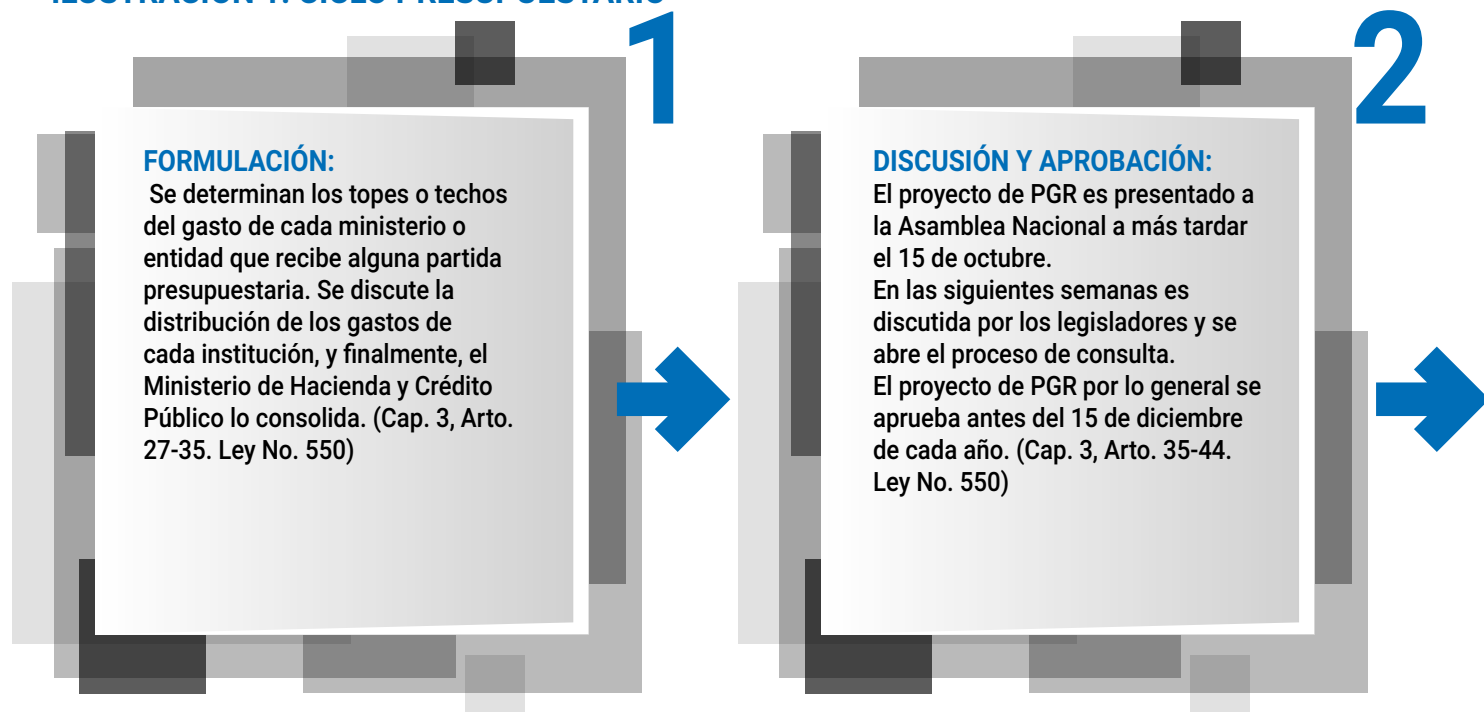 ILUSTRACIÓN 1: CICLO PRESUPUESTARIO
1
FORMULACIÓN:
Se determinan los topes o techos
del gasto de cada ministerio o
entidad que recibe alguna partida
presupuestaria. Se discute la
distribución de los gastos de
cada institución, y finalmente, el
Ministerio de Hacienda y Crédito
Público lo consolida. (Cap. 3, Arto.
27-35. Ley No. 550)
2
DISCUSIÓN Y APROBACIÓN:
El proyecto de PGR es presentado a
la Asamblea Nacional a más tardar
el 15 de octubre.
En las siguientes semanas es
discutida por los legisladores y se
abre el proceso de consulta.
El proyecto de PGR por lo general se
aprueba antes del 15 de diciembre
de cada año. (Cap. 3, Arto. 35-44.
Ley No. 550)